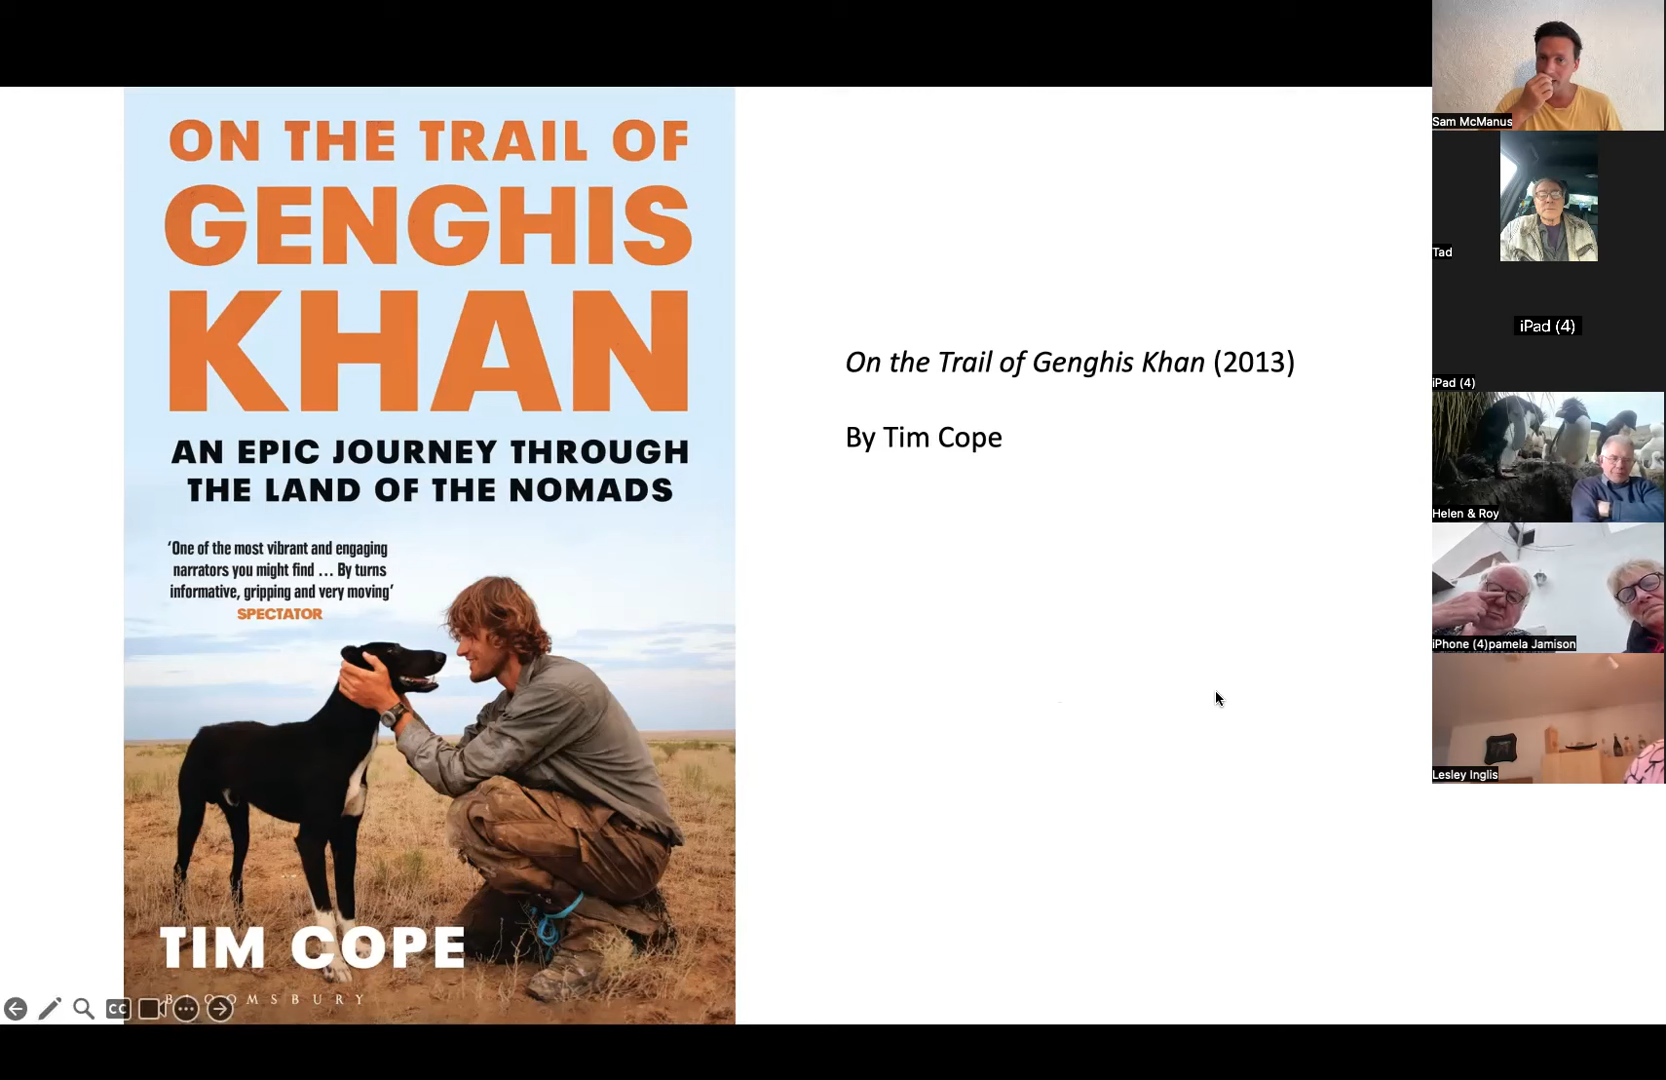 ON THE TRAIL OF
GENGHIS
KHAN
AN EPIC JOURNEY THROUGH
THE LAND OF THE NOMADS
‘One of the most vibrant and engaging
narrators you might find … By turns
informative, gripping and very moving’
SPECTATOR
TIM COPE
BLOOMSBURY
CC
On the Trail of Genghis Khan (2013)
By Tim Cope
Sam McManus
Tad
iPad (4)
iPad (4)
Helen & Roy
iPhone (4)pamela Jamison
Lesley Inglis